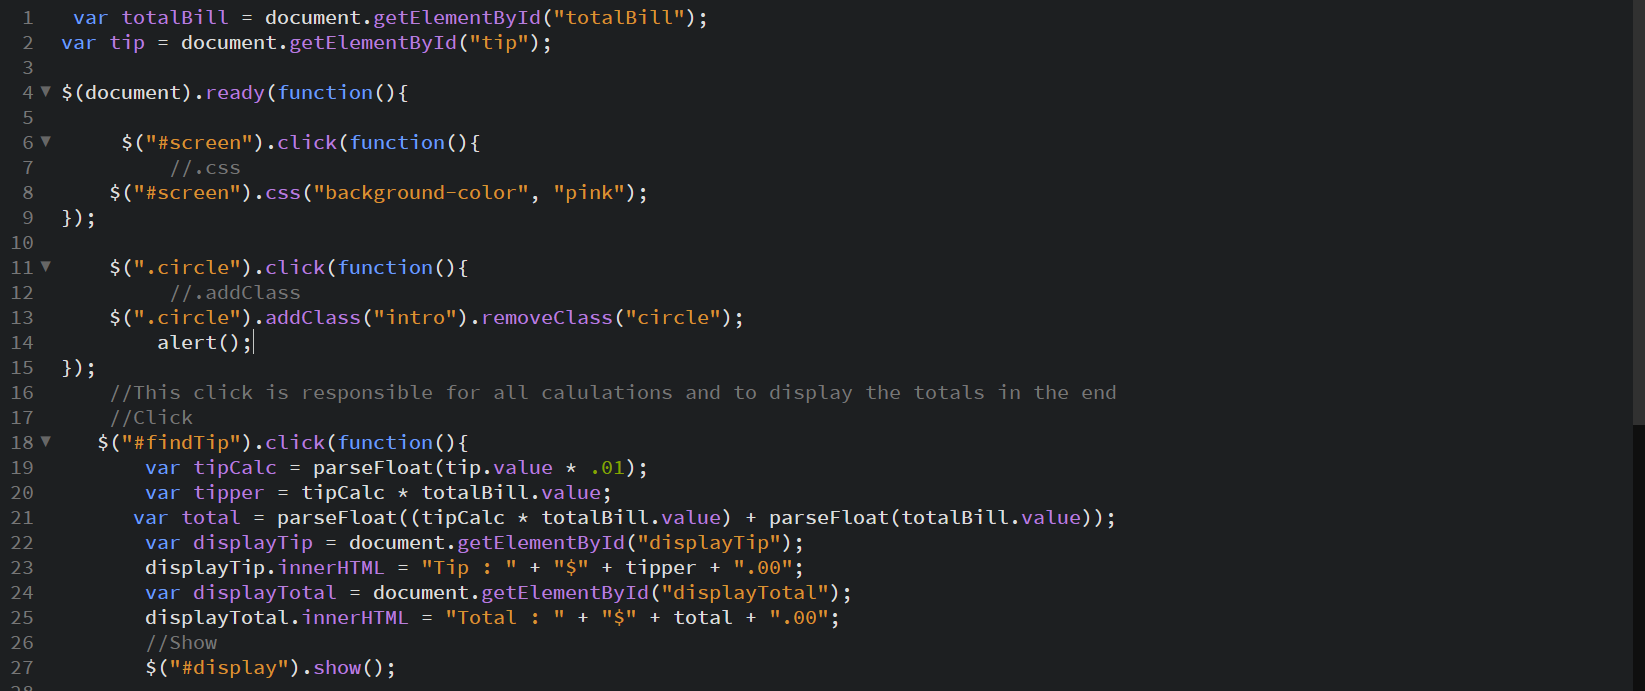 1 var totalBill = document.getElementById("totalBill");
2 var tip = document.getElementById("tip");
3
4 $(document).ready(function(){
5
6 $("#screen").click(function(){
7 //.css
8 $("#screen").css("background-color", "pink");
9 });
10
11 $(".circle").click(function(){
12 //.addClass
13 $(".circle").addClass("intro").removeClass("circle");
14 alert();
15 });
16 //This click is responsible for all calulations and to display the totals in the end
17 //Click
18 $("#findTip").click(function(){
19 var tipCalc = parseFloat(tip.value * .01);
20 var tipper = tipCalc * totalBill.value;
21 var total = parseFloat((tipCalc * totalBill.value) + parseFloat(totalBill.value));
22 var displayTip = document.getElementById("displayTip");
23 displayTip.innerHTML = "Tip : " + "$" + tipper + ".00";
24 var displayTotal = document.getElementById("displayTotal");
25 displayTotal.innerHTML = "Total : " + "$" + total + ".00";
26 //Show
27 $("#display").show();
28